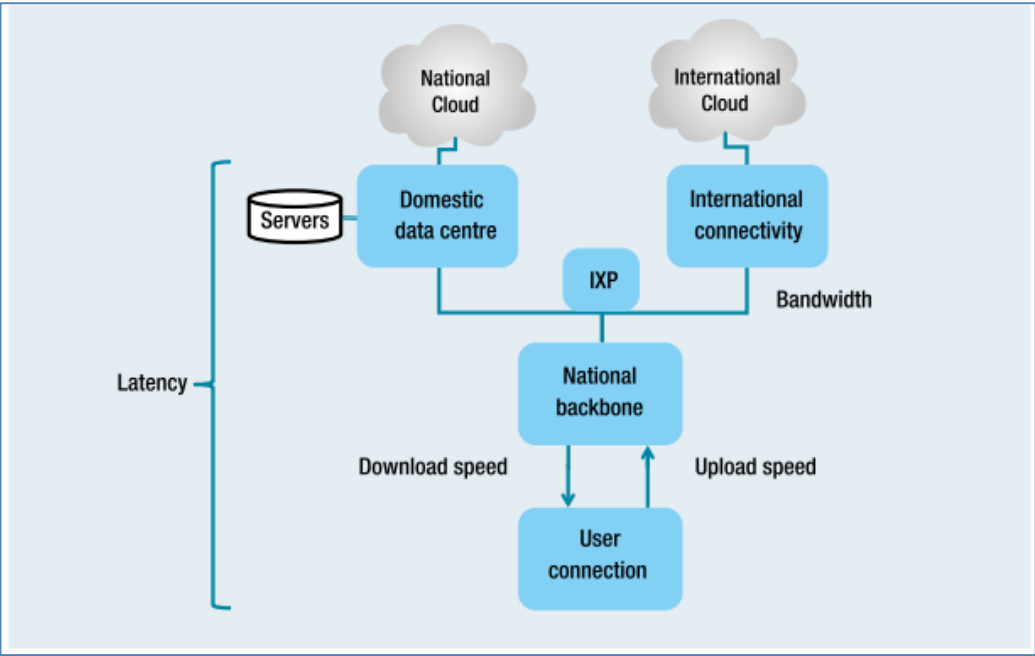 National
Cloud
International
Cloud
Servers
Domestic
data centre
International
connectivity
IXP
Bandwidth
Latency
National
backbone
Download speed
Upload speed
User
connection